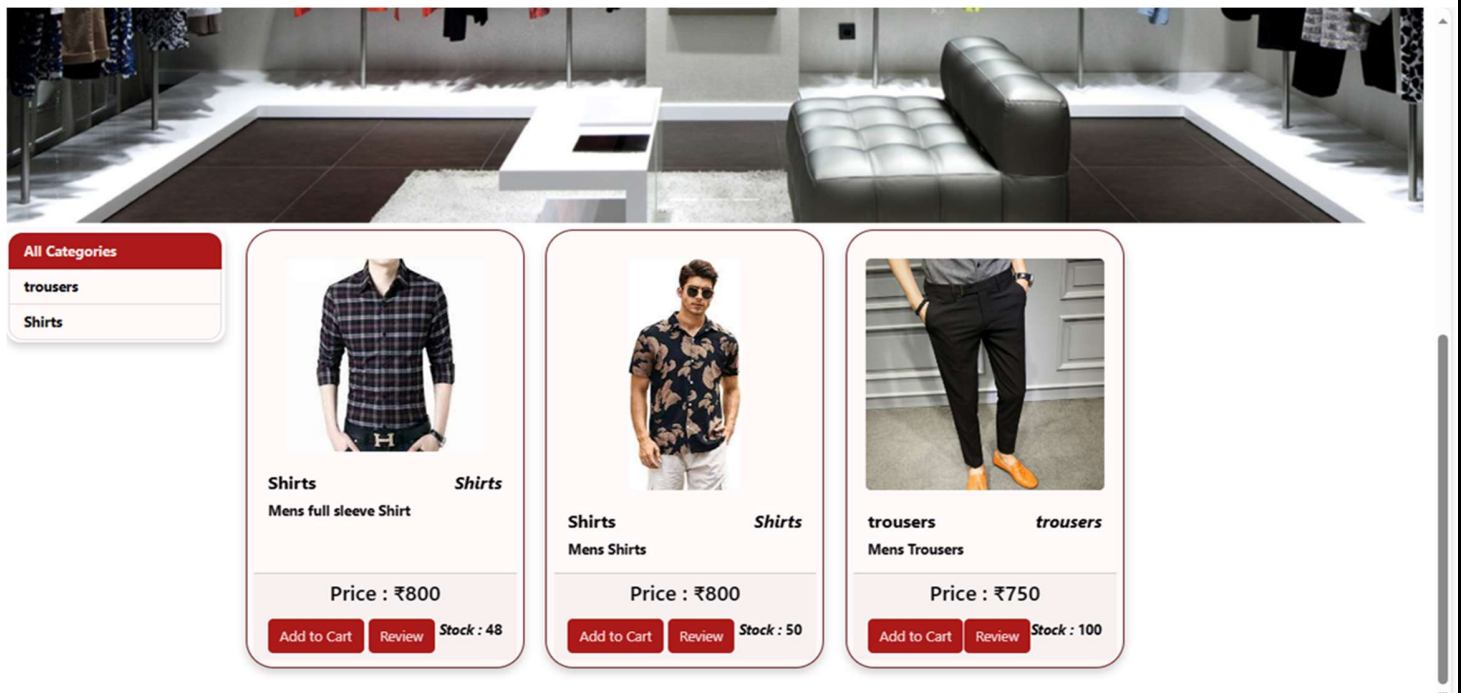 All Categories
trousers
Shirts
Shirts Shirts
Mens full sleeve Shirt
Price : ₹800
Add to Cart Review Stock : 48
Shirts Shirts
Mens Shirts
Price : ₹800
Add to Cart Review Stock : 50
trousers trousers
Mens Trousers
Price : ₹750
Add to Cart Review Stock : 100